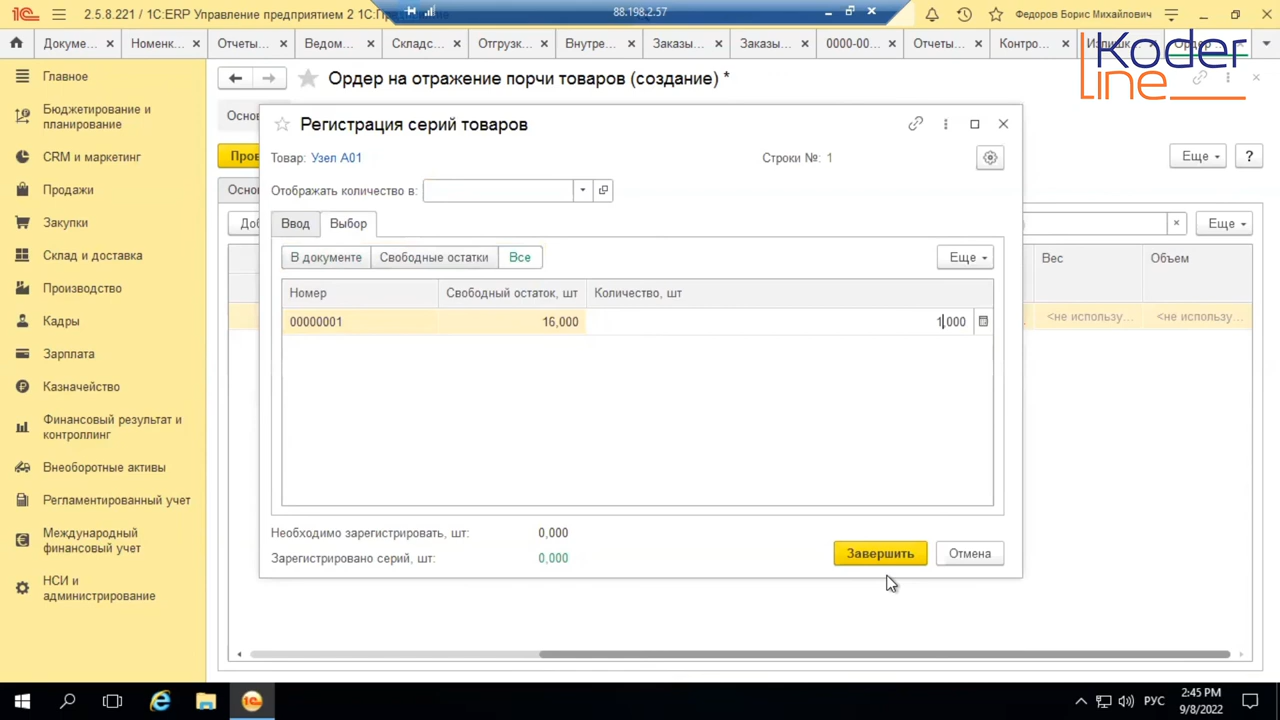 2.5.8.221 / 1С:ERP Управление предприятием 2 1С:П
88.198.2.57
Федоров Борис Михайлович
Докуме...
Номенк...
Отчеты...
Ведом...
Складс...
Отгрузк...
Внутре...
Заказы...
Заказы...
0000-00...
Отчеты...
Контро...
Koder
line
Главное
Бюджетирование и
планирование
CRM и маркетинг
Продажи
Закупки
Склад и доставка
Производство
Кадры
Зарплата
Казначейство
Финансовый результат и
контроллинг
Внеоборотные активы
Регламентированный учет
Международный
финансовый учет
НСИ и
администрирование
Ордер на отражение порчи товаров (создание) *
Еще
?
Еще
Вес
Объем
<не использу...
<не использу...
Регистрация серий товаров
Товар: Узел А01
Строки №: 1
Отображать количество в:
Ввод
Выбор
В документе
Свободные остатки
Все
Еще
Номер
Свободный остаток, шт
Количество, шт
00000001
16,000
1,000
Необходимо зарегистрировать, шт:
0,000
Зарегистрировано серий, шт:
0,000
Завершить
Отмена
РУС
2:45 PM
9/8/2022